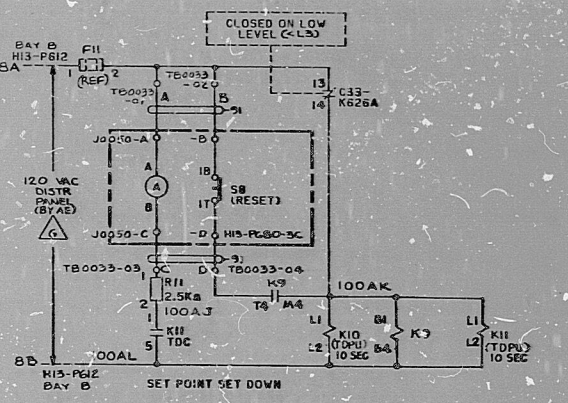 CLOSED ON LOW
LEVEL (<L3)
BAY B
H13-P612
8A
F11
1
2
(REF)
TB0033
-01
TB0033
-02
A
B
13
14
C33-
K626A
J0050-A
-B
A
A
B
1B
1T
S8
(RESET)
120 VAC
DISTR
PANEL
(BY AE)
J0050-C
-D
H13-P680-3C
TB0033-03
C
D
TB0033-04
1
R11
2.5KΩ
2
100AJ
1
K11
TDC
5
K9
T4
M4
100AK
L1
L2
K10
(TDPU)
10 SEC
B4
K9
L1
L2
K11
(TDPU)
10 SEC
8B
100AL
H13-P612
BAY B
SET POINT SET DOWN